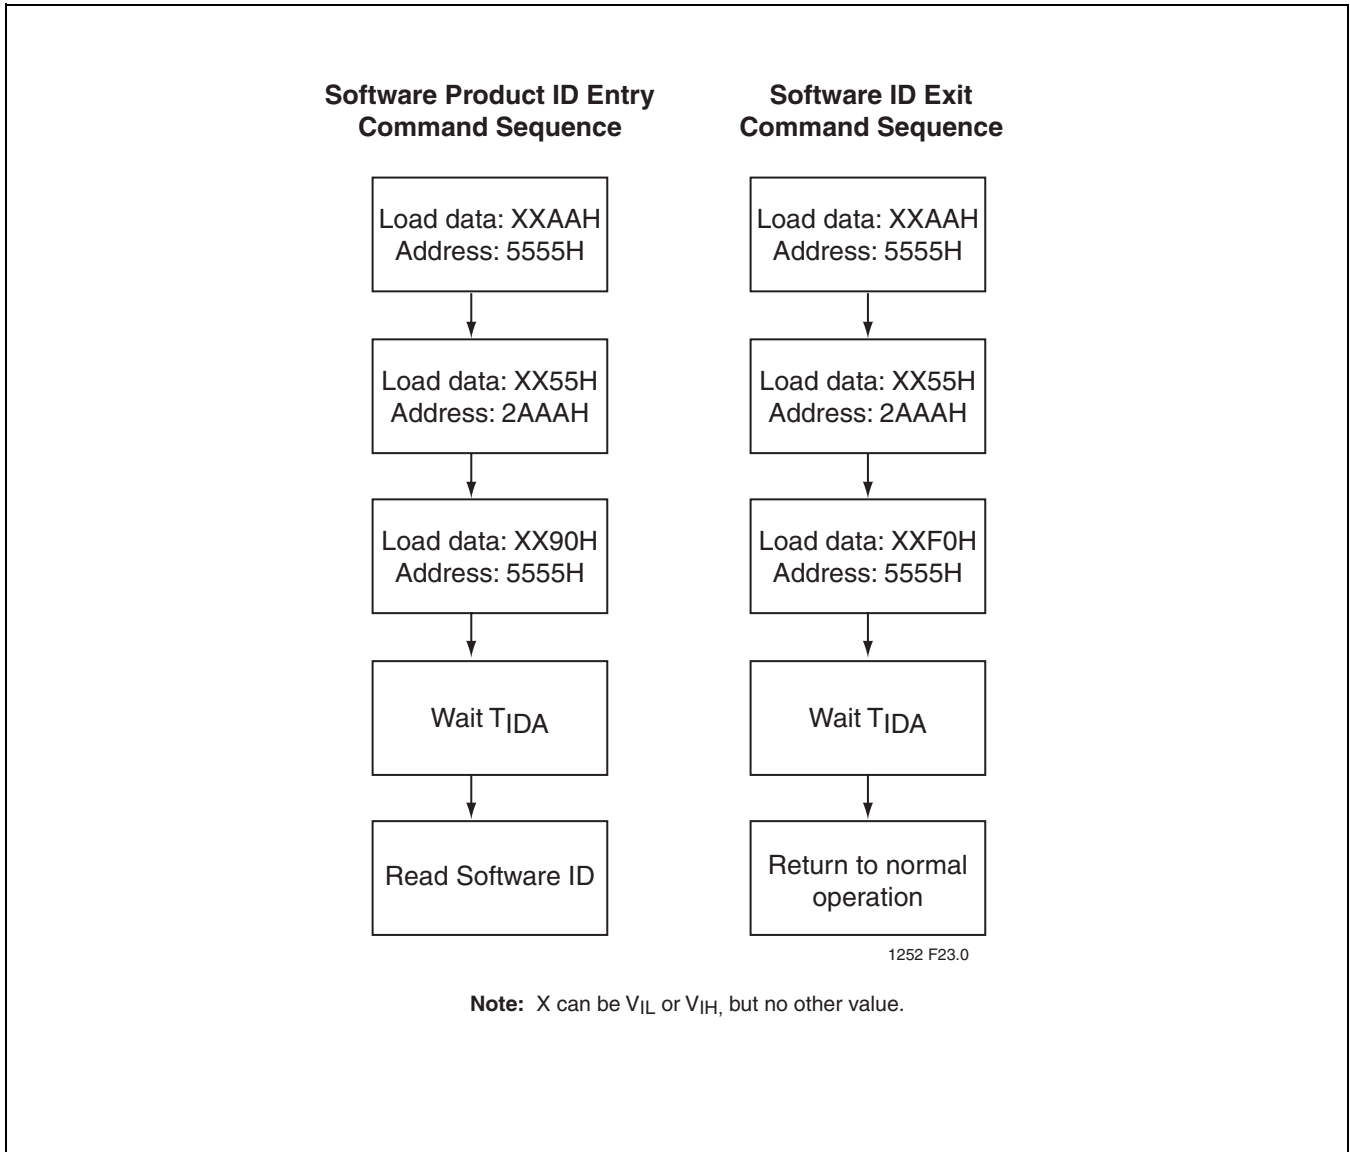 Software Product ID Entry
Command Sequence
Load data: XXAAH
Address: 5555H
Load data: XX55H
Address: 2AAAH
Load data: XX90H
Address: 5555H
Wait TIDA
Read Software ID
Software ID Exit
Command Sequence
Load data: XXAAH
Address: 5555H
Load data: XX55H
Address: 2AAAH
Load data: XXF0H
Address: 5555H
Wait TIDA
Return to normal
operation
1252 F23.0
Note: X can be VIL or VIH, but no other value.